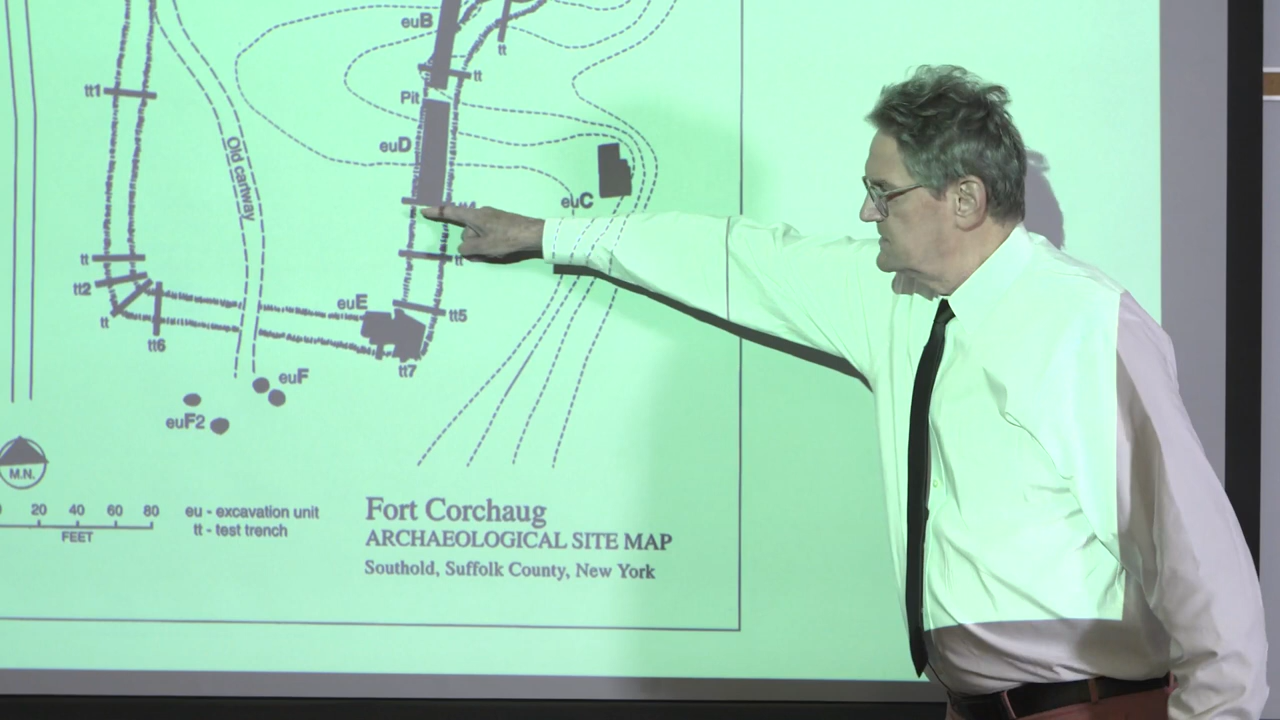 euB
tt
tt
tt1
Pit
euD
Old cartway
euC
tt
tt
tt2
euE
tt
tt5
tt6
tt7
euF
euF2
M.N.
20 40 60 80
FEET
eu - excavation unit
tt - test trench
Fort Corchaug
ARCHAEOLOGICAL SITE MAP
Southold, Suffolk County, New York